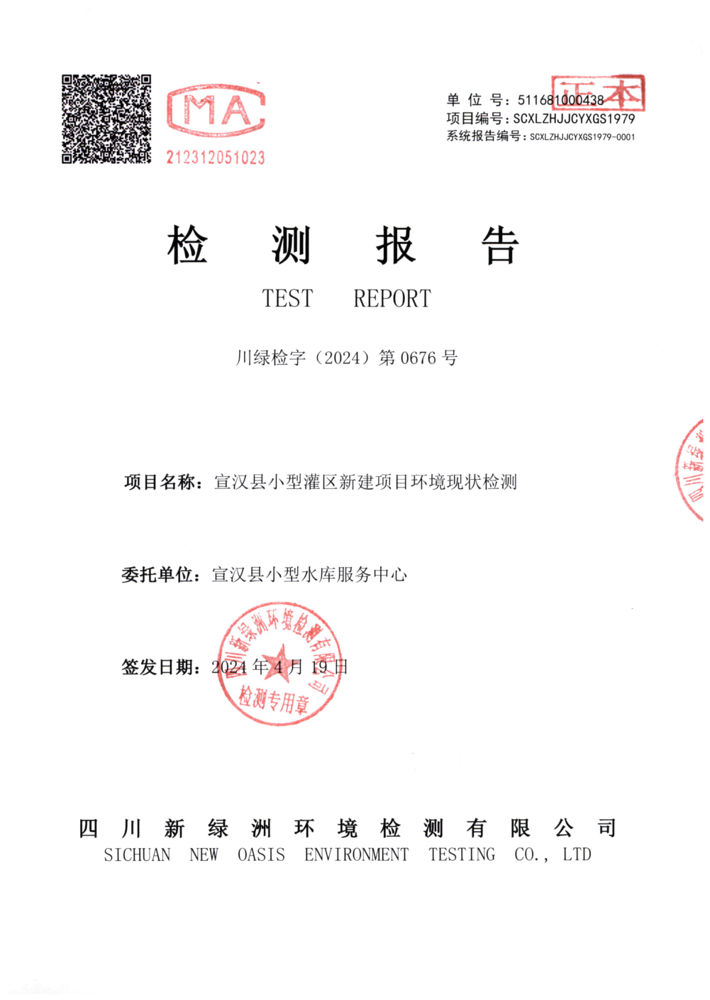 MA
212312051023
正本
单位号：511681000438
项目编号：SCXLZHJJCYXGS1979
系统报告编号：SCXLZHJJCYXGS1979-0001
检测报告
TEST REPORT
川绿检字（2024）第 0676 号
四川新绿
项目名称：宣汉县小型灌区新建项目环境现状检测
委托单位：宣汉县小型水库服务中心
签发日期：2024 年 4 月 19 日
四川新绿洲环境检测有限公司
检测专用章
四川新绿洲环境检测有限公司
SICHUAN NEW OASIS ENVIRONMENT TESTING CO., LTD